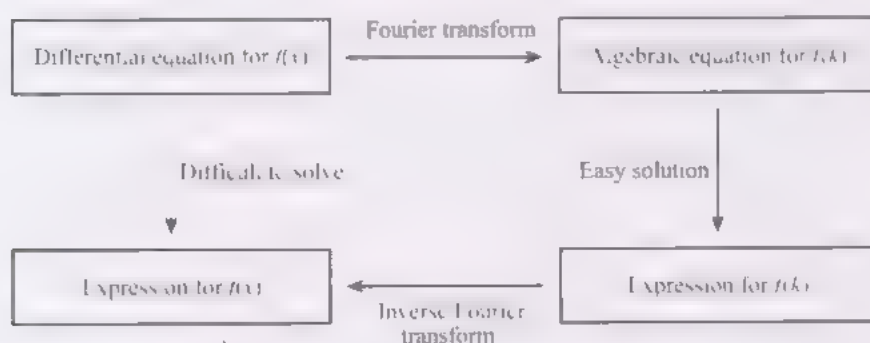 Fourier transform
Differential equation for f(x)
Algebraic equation for f(k)
Difficult to solve
Easy solution
Expression for f(x)
Expression for f(k)
Inverse Fourier
transform